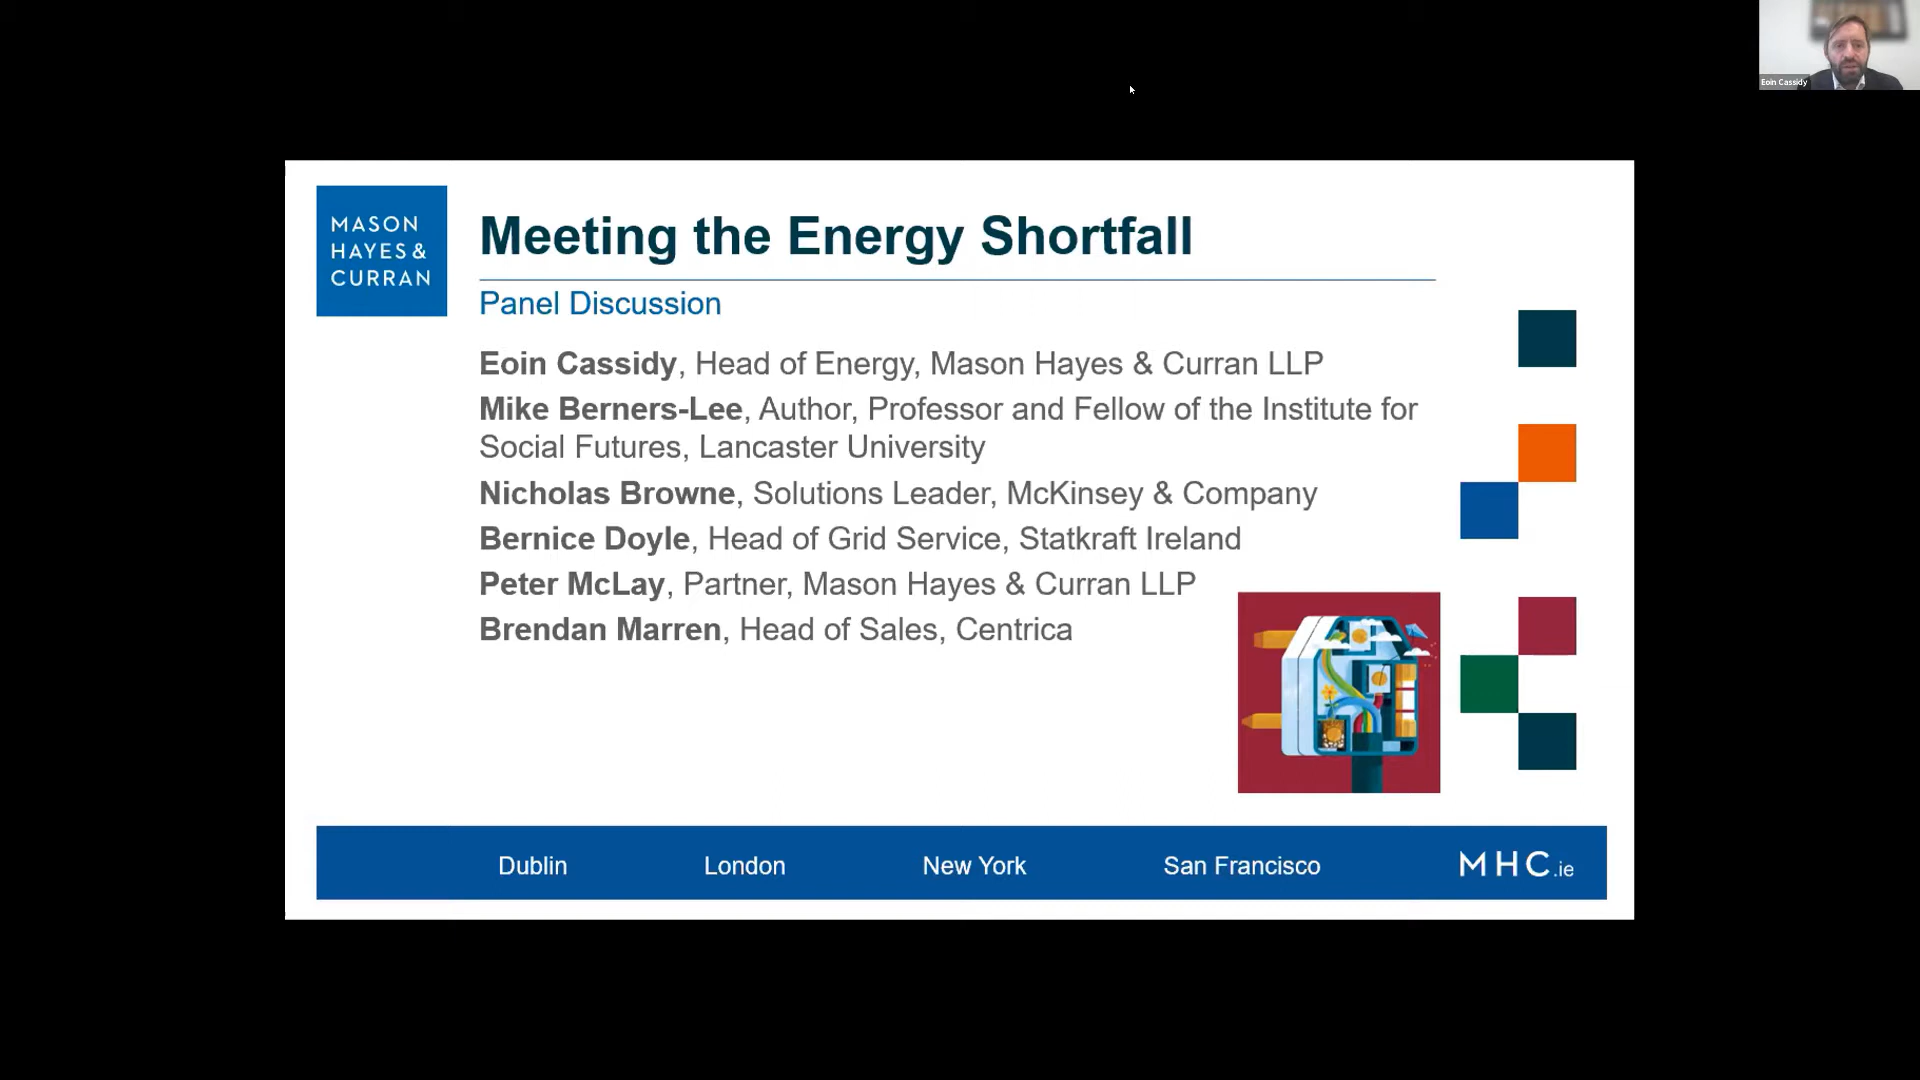 Eoin Cassidy
MASON
HAYES &
CURRAN
Meeting the Energy Shortfall
Panel Discussion
Eoin Cassidy, Head of Energy, Mason Hayes & Curran LLP
Mike Berners-Lee, Author, Professor and Fellow of the Institute for
Social Futures, Lancaster University
Nicholas Browne, Solutions Leader, McKinsey & Company
Bernice Doyle, Head of Grid Service, Statkraft Ireland
Peter McLay, Partner, Mason Hayes & Curran LLP
Brendan Marren, Head of Sales, Centrica
Dublin London New York San Francisco MHC.ie